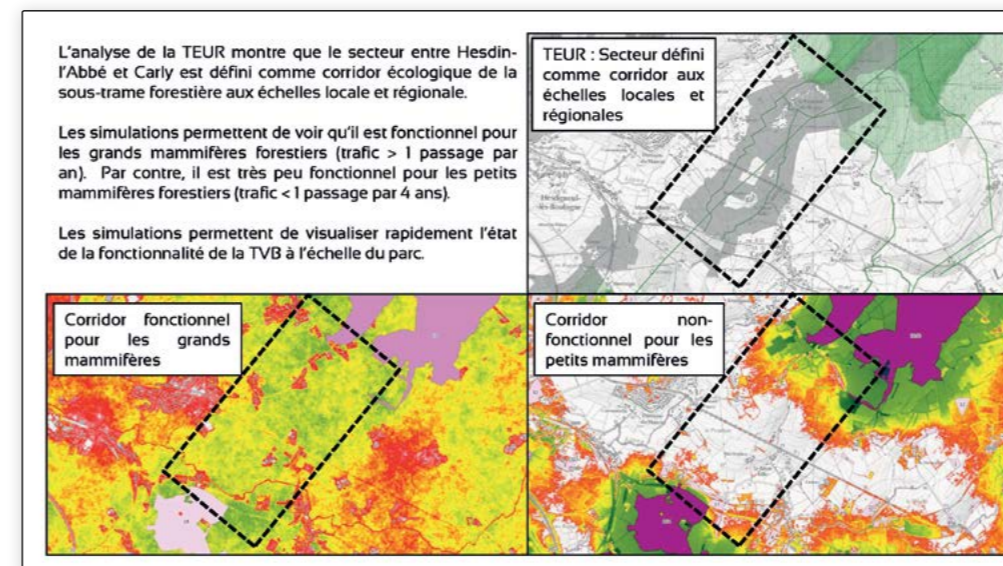 L'analyse de la TEUR montre que le secteur entre Hesdin-
l'Abbé et Carly est défini comme corridor écologique de la
sous-trame forestière aux échelles locale et régionale.
Les simulations permettent de voir qu'il est fonctionnel pour
les grands mammifères forestiers (trafic > 1 passage par
an). Par contre, il est très peu fonctionnel pour les petits
mammifères forestiers (trafic < 1 passage par 4 ans).
Les simulations permettent de visualiser rapidement l'état
de la fonctionnalité de la TVB à l'échelle du parc.
TEUR : Secteur défini
comme corridor aux
échelles locales et
régionales
Corridor fonctionnel
pour les grands
mammifères
Corridor non-
fonctionnel pour les
petits mammifères